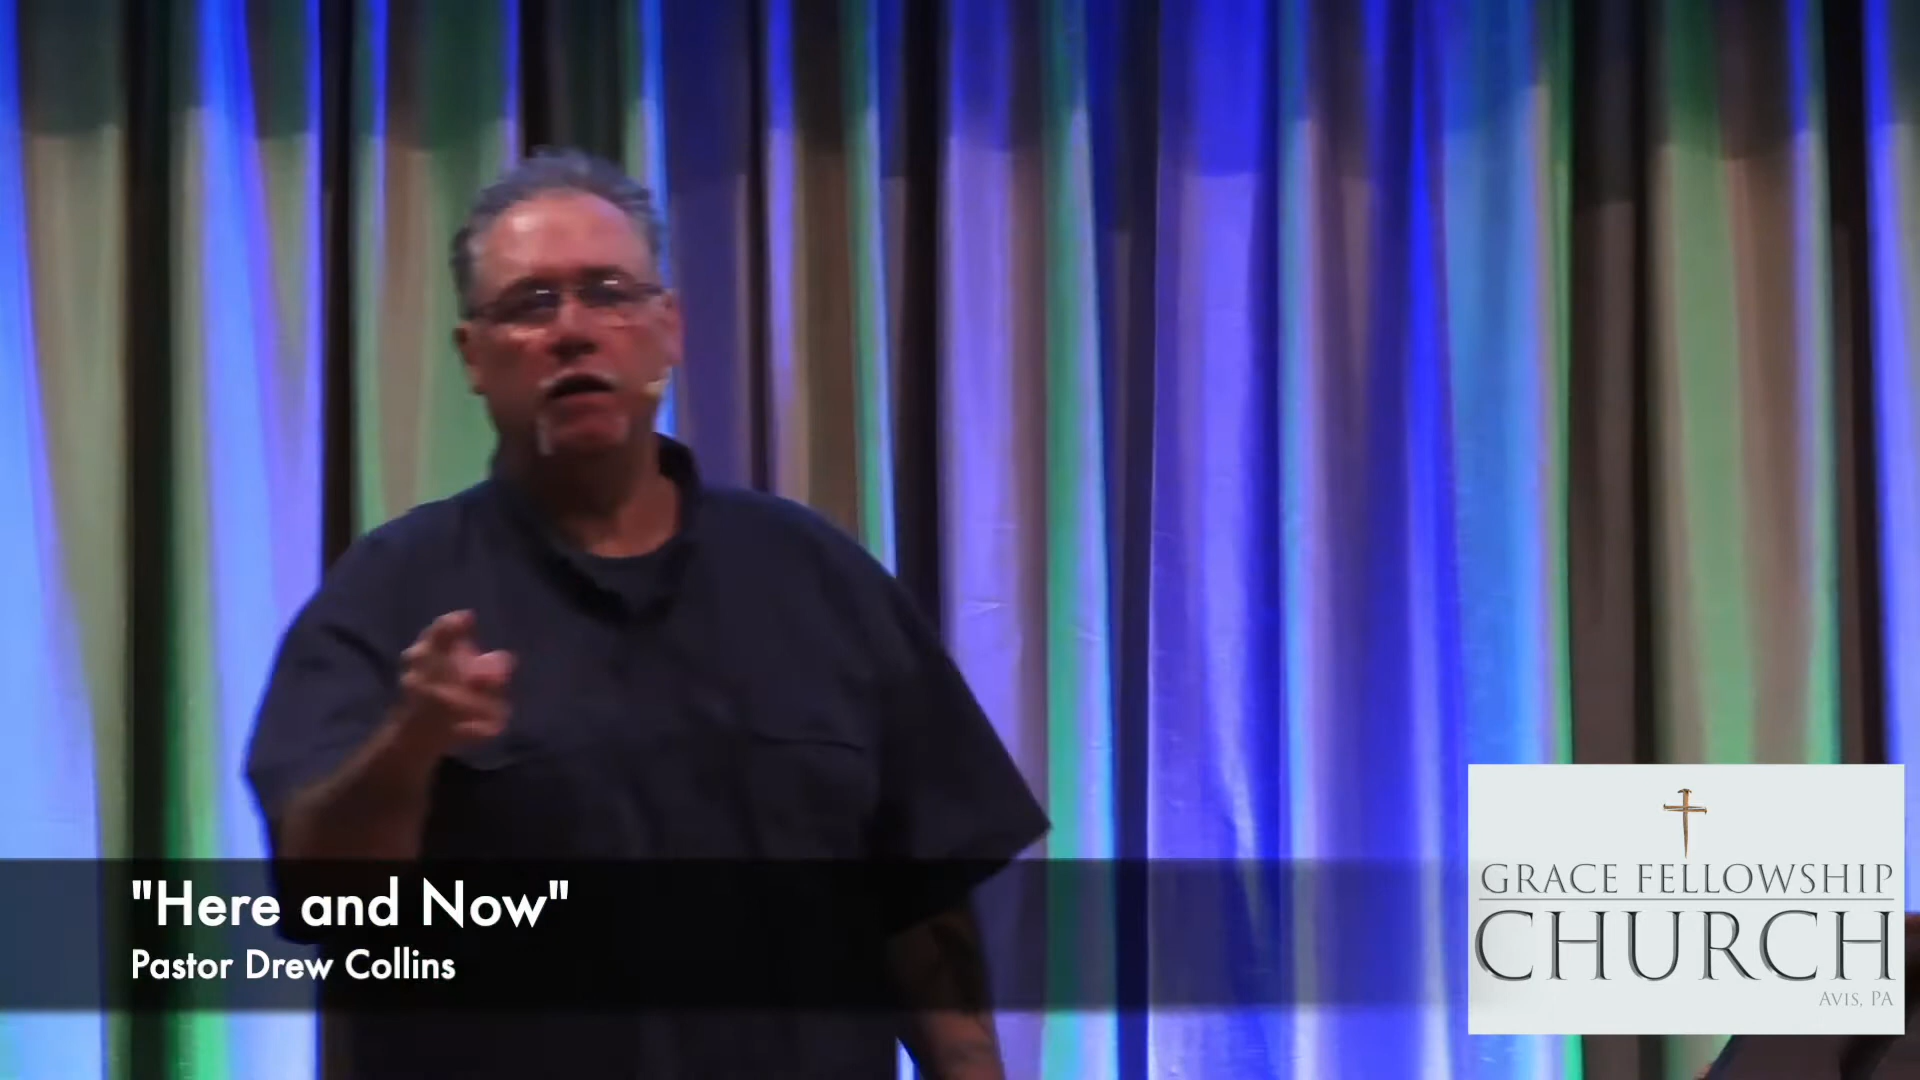 "Here and Now"
Pastor Drew Collins
GRACE FELLOWSHIP
CHURCH
AVIS, PA